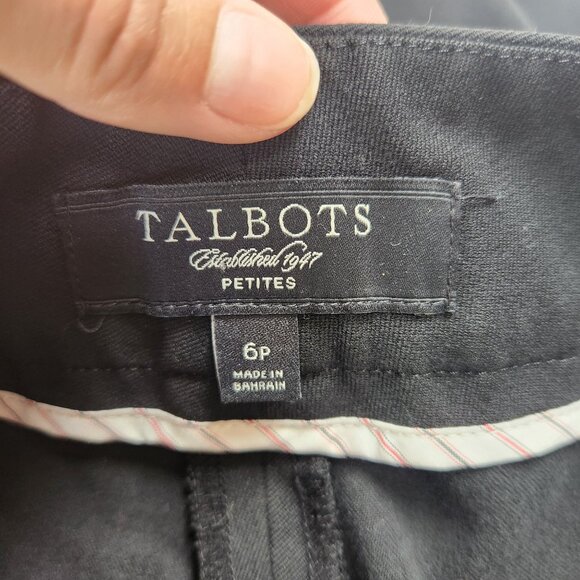 TALBOTS
Established 1947
PETITES
6P
MADE IN
BAHRAIN